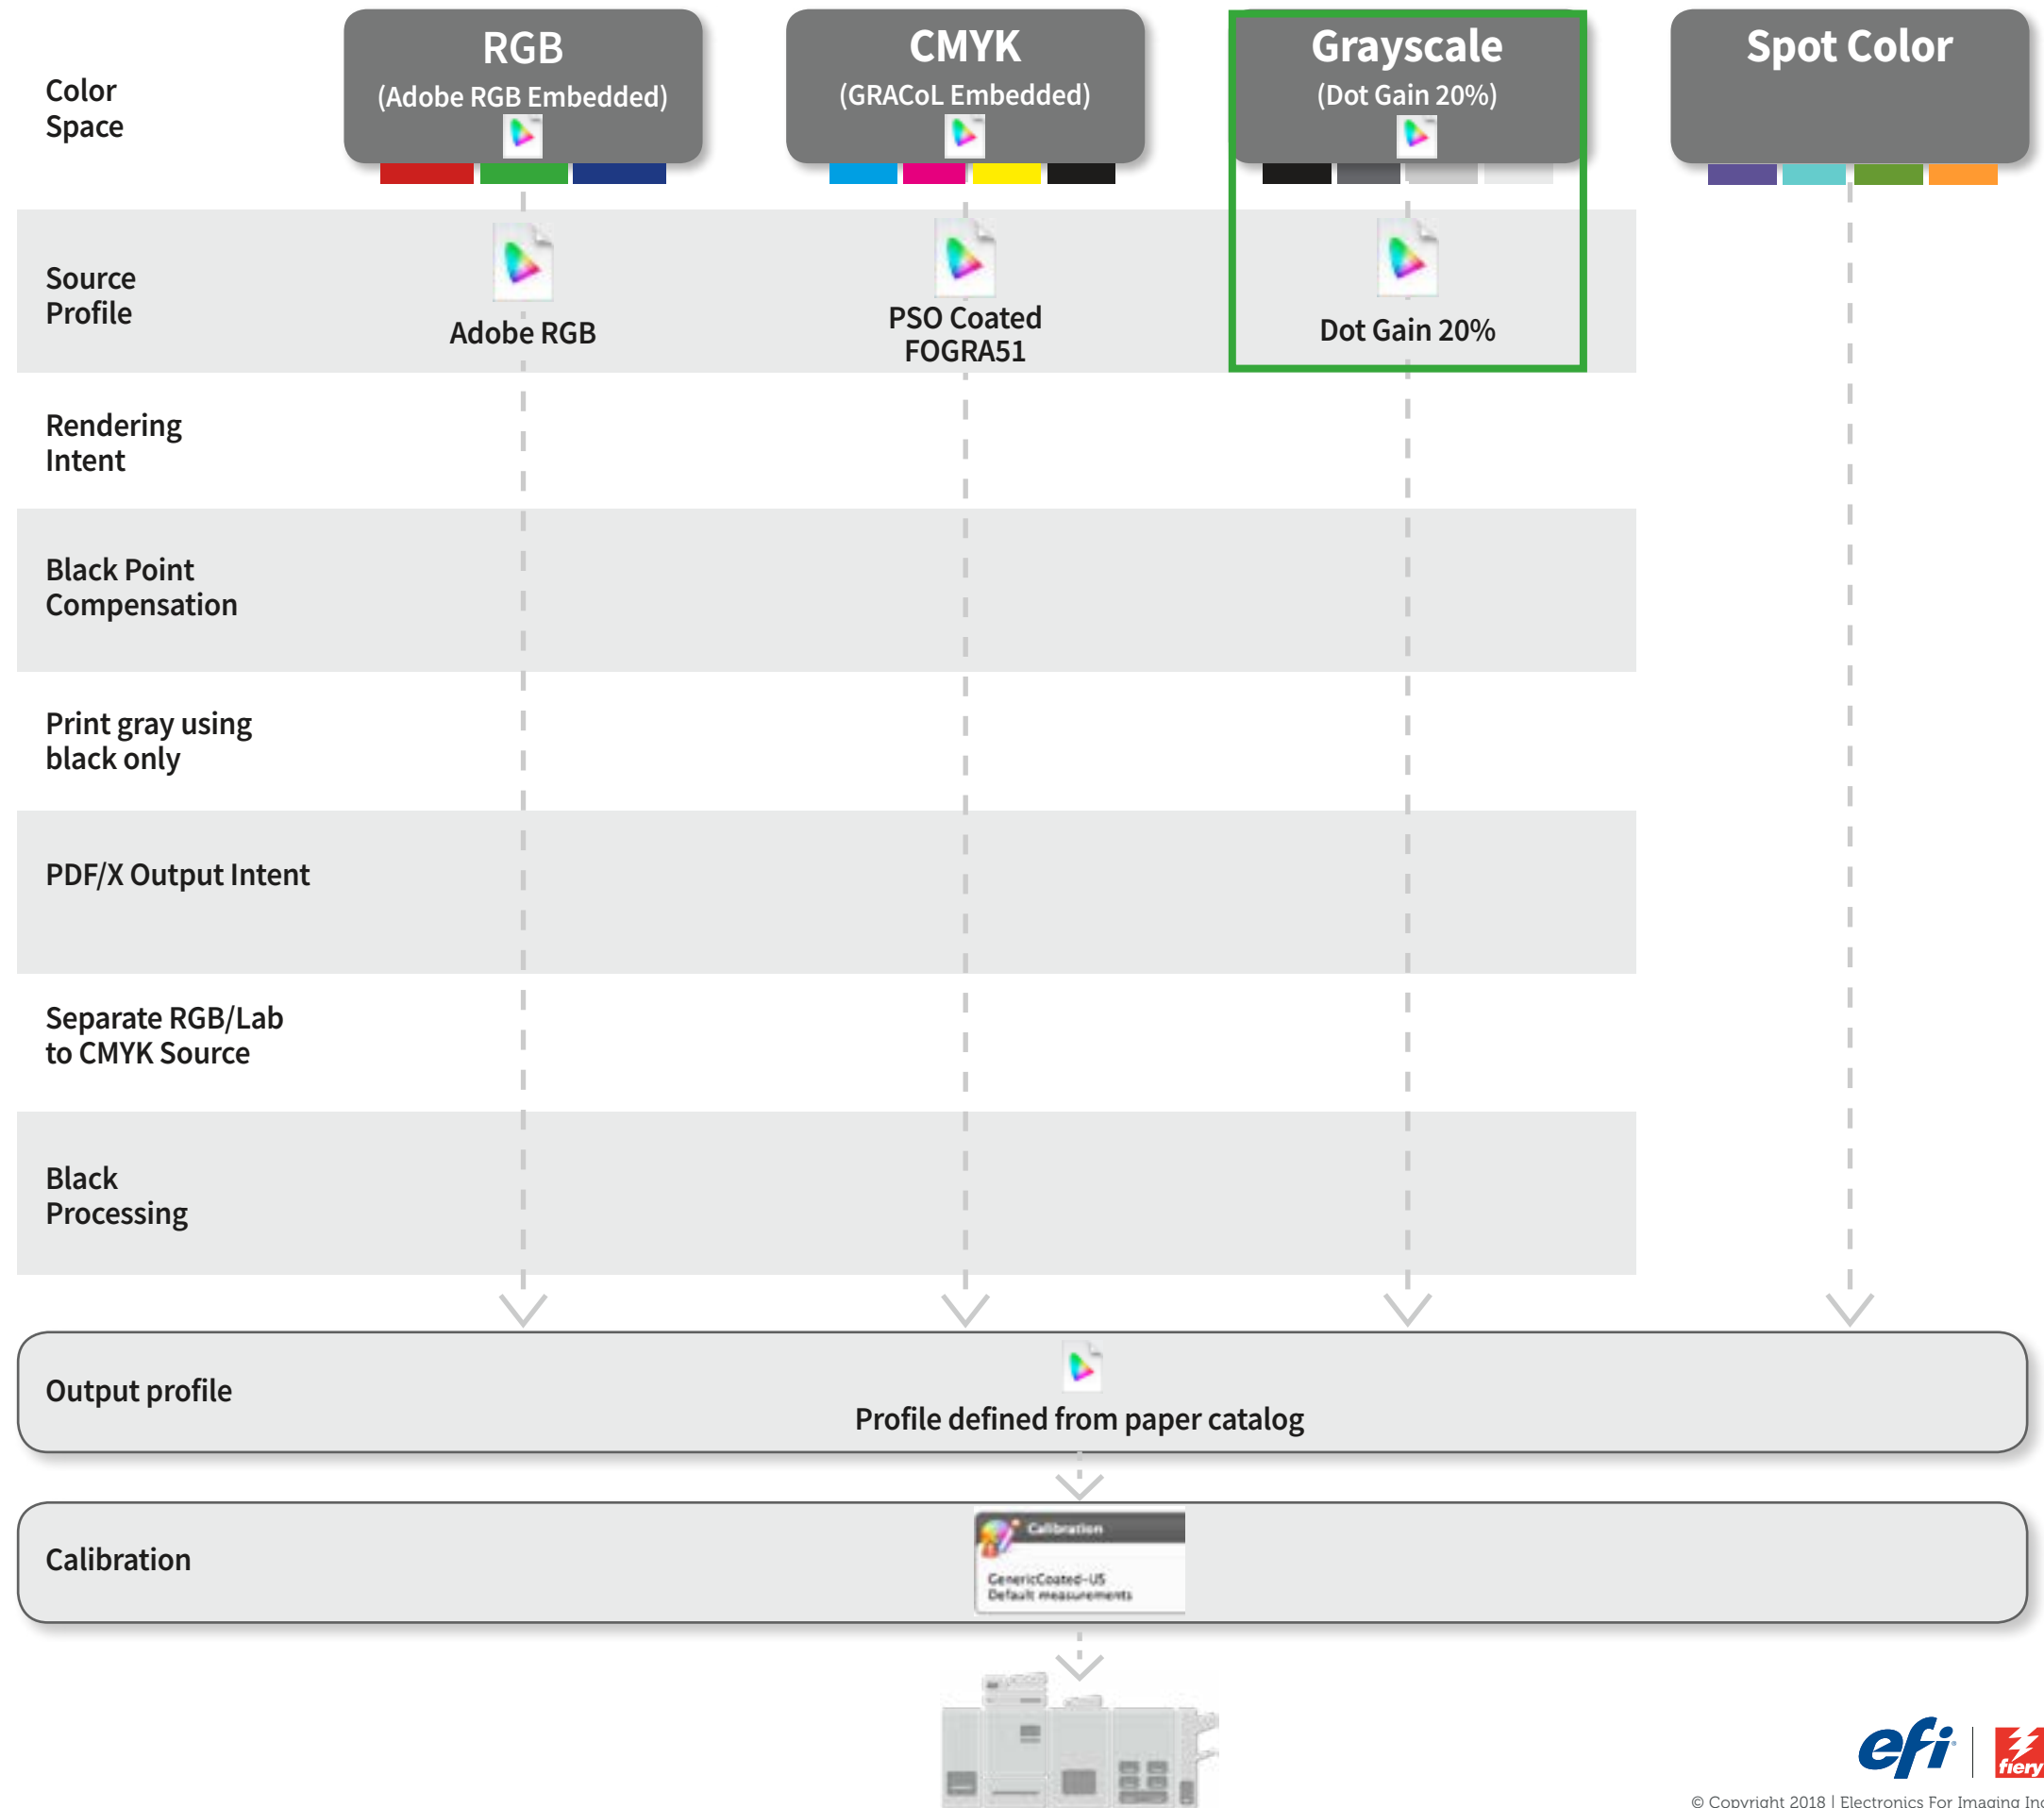 Color
Space
RGB
(Adobe RGB Embedded)
CMYK
(GRACoL Embedded)
Grayscale
(Dot Gain 20%)
Spot Color
Source
Profile
Adobe RGB
PSO Coated
FOGRA51
Dot Gain 20%
Rendering
Intent
Black Point
Compensation
Print gray using
black only
PDF/X Output Intent
Separate RGB/Lab
to CMYK Source
Black
Processing
Output profile
Profile defined from paper catalog
Calibration
Calibration
GenericCoated-US
Default measurements
efi
fiery
© Copyright 2018 | Electronics For Imaging Inc